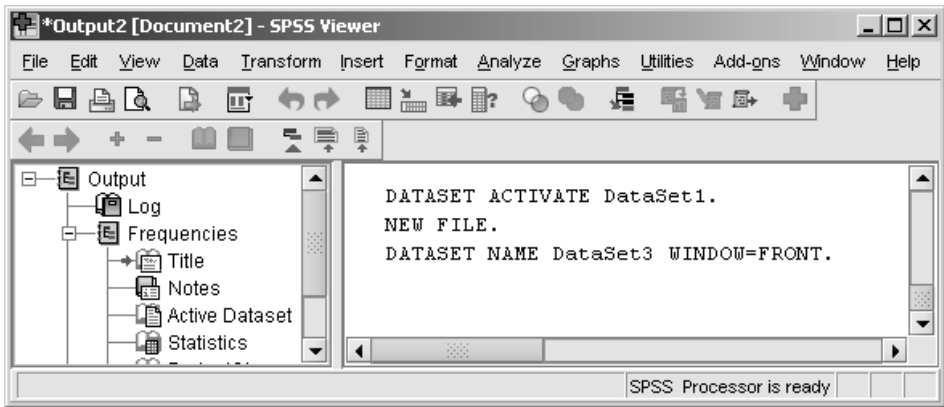 *Output2 [Document2] - SPSS Viewer
File Edit View Data Transform Insert Format Analyze Graphs Utilities Add-ons Window Help
Output
Log
Frequencies
Title
Notes
Active Dataset
Statistics
DATASET ACTIVATE DataSet1.
NEW FILE.
DATASET NAME DataSet3 WINDOW=FRONT.
SPSS Processor is ready